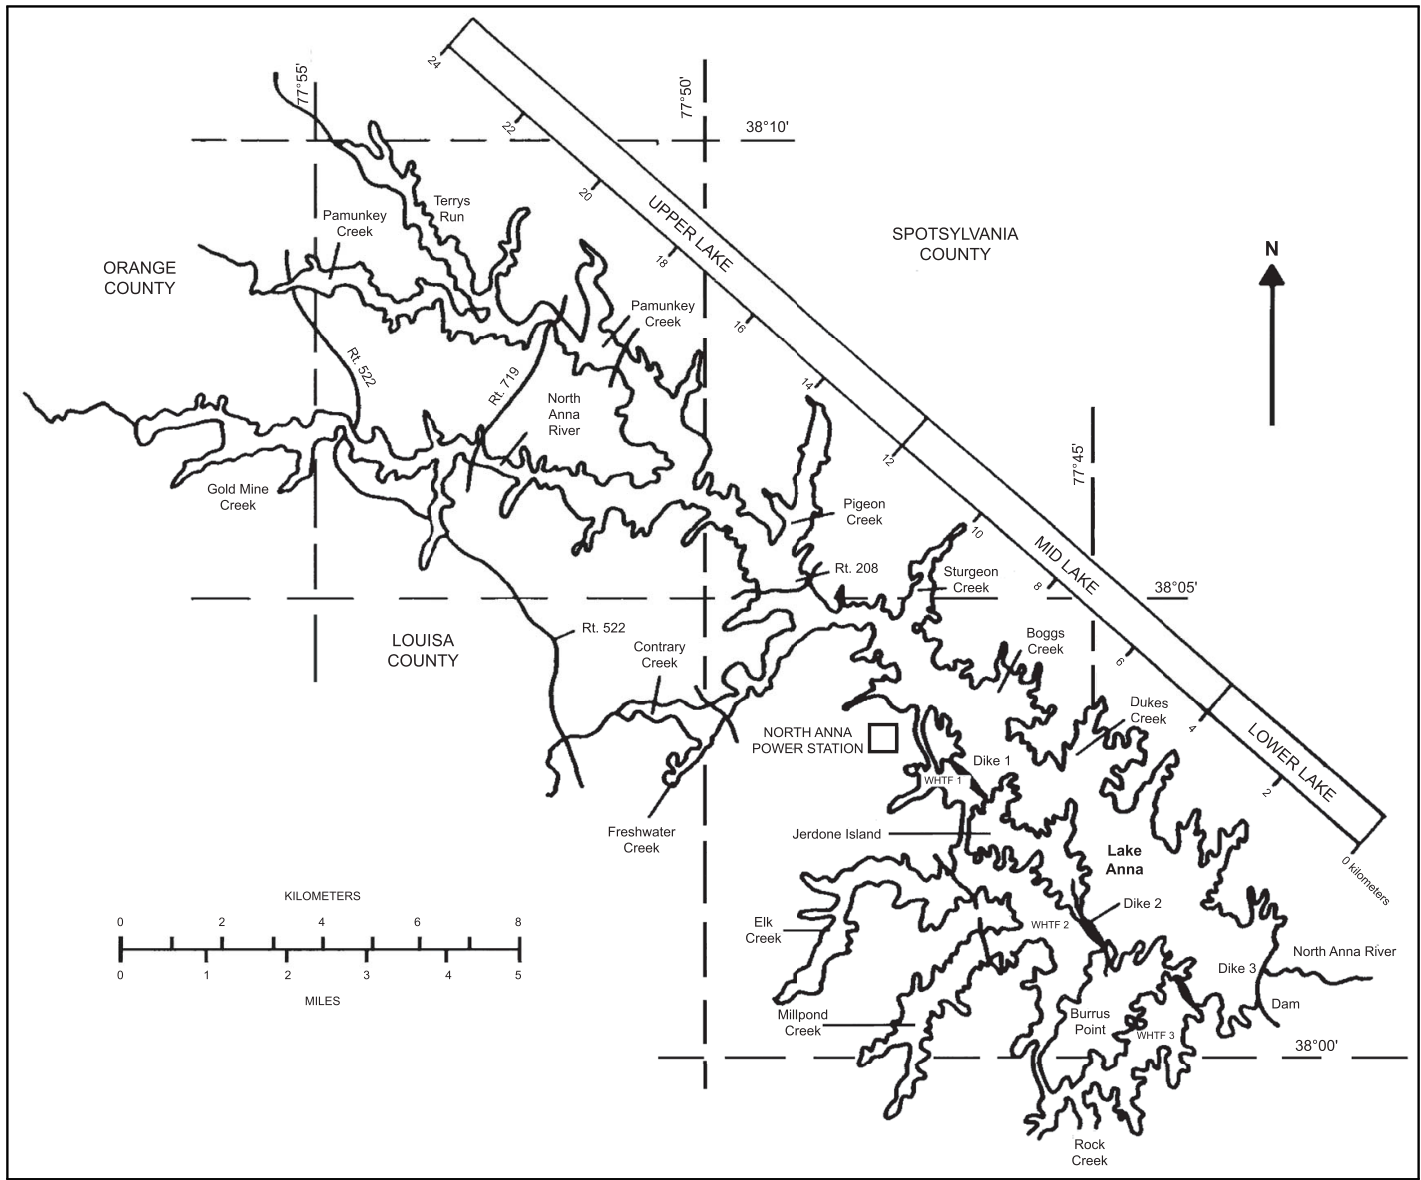 24
77°55'
77°50'
22
38°10'
20
UPPER LAKE
Terrys
Run
Pamunkey
Creek
SPOTSYLVANIA
COUNTY
N
18
ORANGE
COUNTY
Pamunkey
Creek
16
Rt. 522
Rt. 719
14
North
Anna
River
12
77°45'
Gold Mine
Creek
Pigeon
Creek
10
MID LAKE
Rt. 208
Sturgeon
Creek
8
38°05'
Rt. 522
LOUISA
COUNTY
Contrary
Creek
Boggs
Creek
6
Dukes
Creek
4
NORTH ANNA
POWER STATION
LOWER LAKE
Dike 1
WHTF 1
2
Freshwater
Creek
Jerdone Island
Lake
Anna
0 kilometers
KILOMETERS
0 2 4 6 8
0 1 2 3 4 5
MILES
Dike 2
Elk
Creek
WHTF 2
North Anna River
Dike 3
Dam
Millpond
Creek
Burrus
Point
WHTF 3
38°00'
Rock
Creek